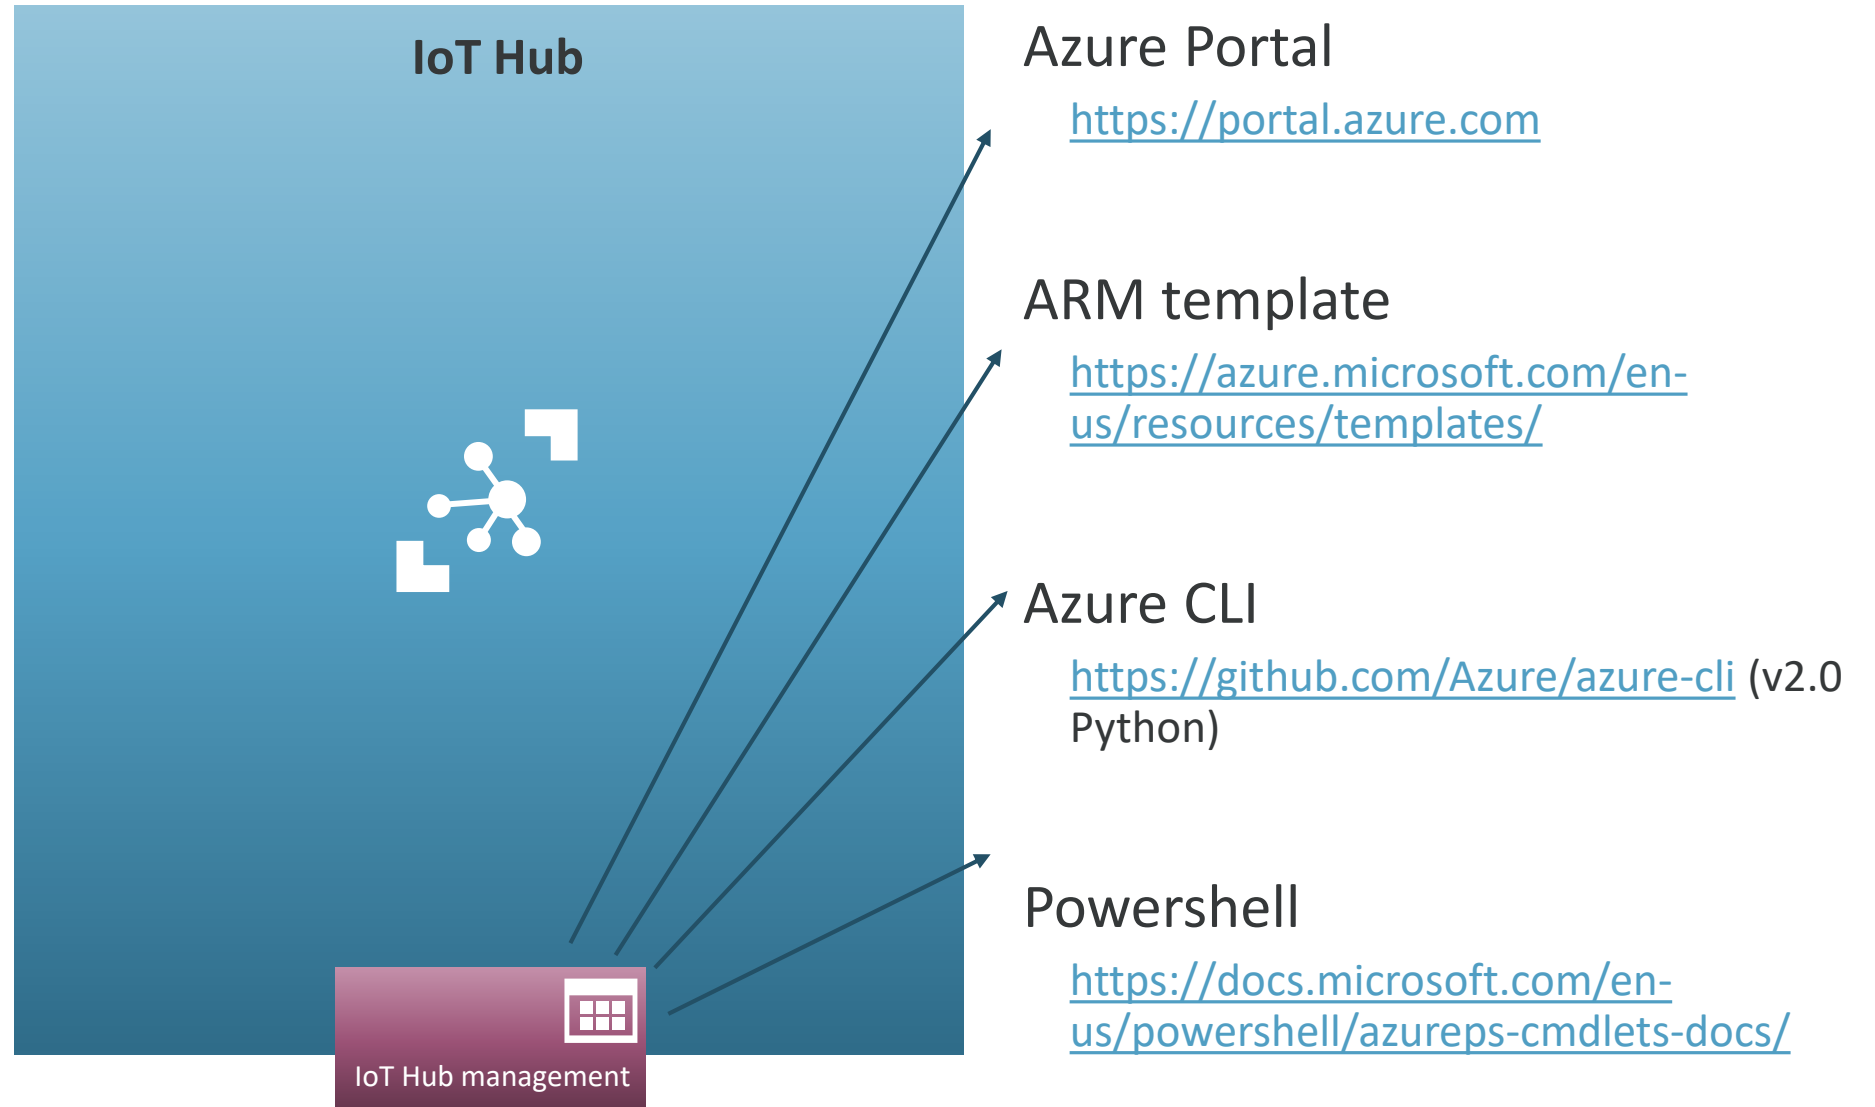 IoT Hub
IoT Hub management
Azure Portal
https://portal.azure.com
ARM template
https://azure.microsoft.com/en-
us/resources/templates/
Azure CLI
https://github.com/Azure/azure-cli (v2.0
Python)
Powershell
https://docs.microsoft.com/en-
us/powershell/azureps-cmdlets-docs/